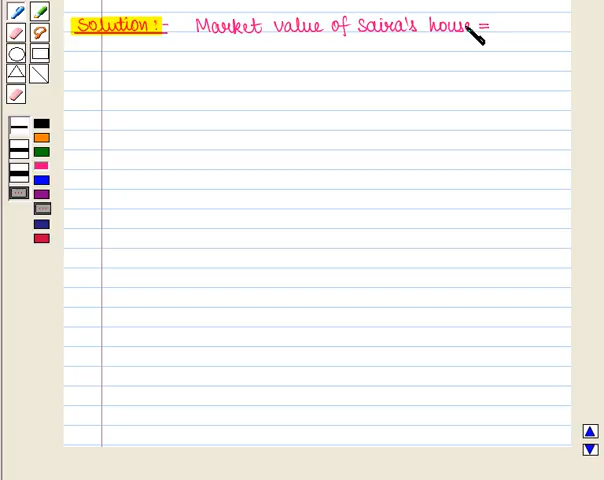 Solution :- Market value of Saira's house =